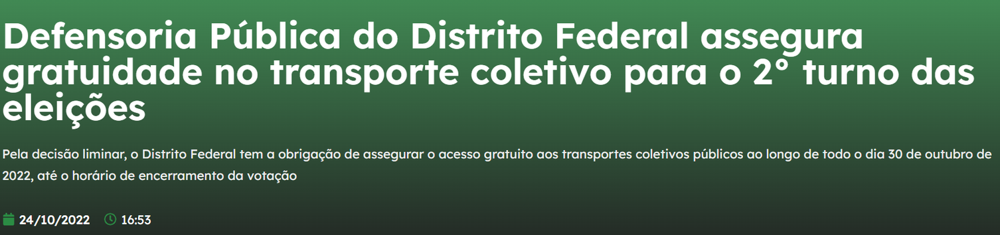 Defensoria Pública do Distrito Federal assegura
gratuidade no transporte coletivo para o 2º turno das
eleições
Pela decisão liminar, o Distrito Federal tem a obrigação de assegurar o acesso gratuito aos transportes coletivos públicos ao longo de todo o dia 30 de outubro de
2022, até o horário de encerramento da votação
24/10/2022 16:53